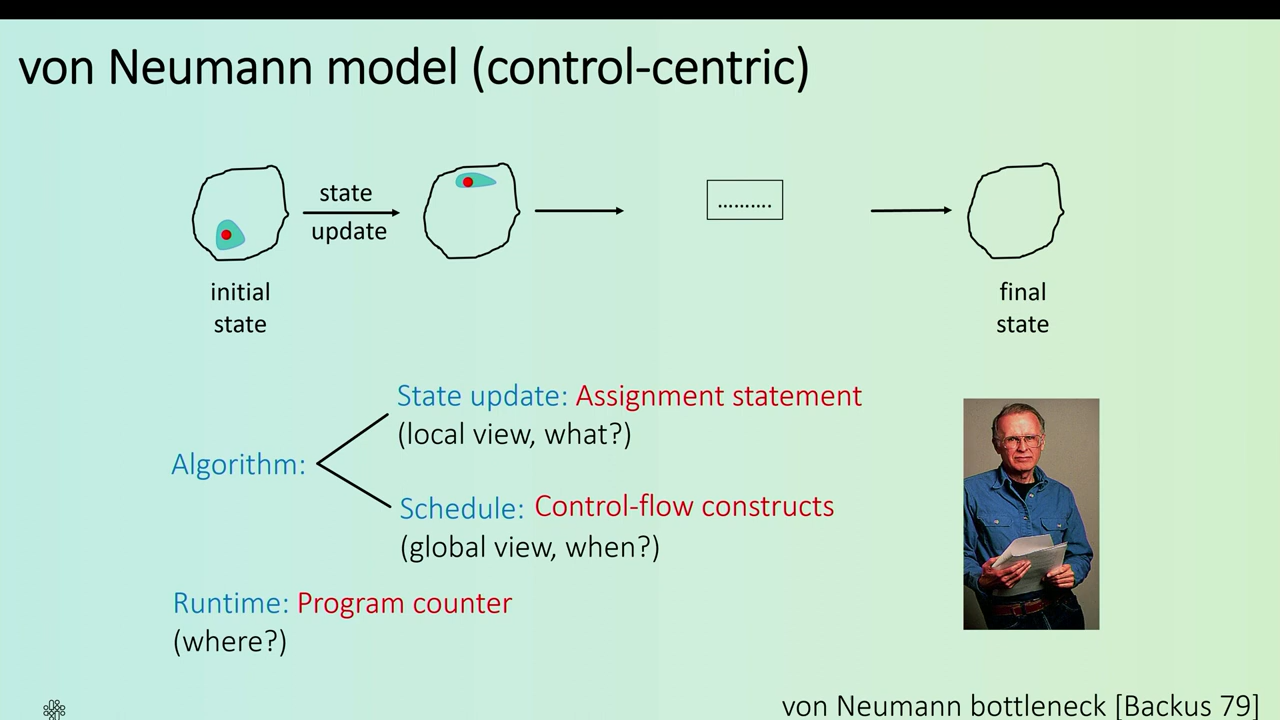 von Neumann model (control-centric)
state
update
..........
initial
state
final
state
State update: Assignment statement
(local view, what?)
Algorithm:
Schedule: Control-flow constructs
(global view, when?)
Runtime: Program counter
(where?)
von Neumann bottleneck [Backus 79]